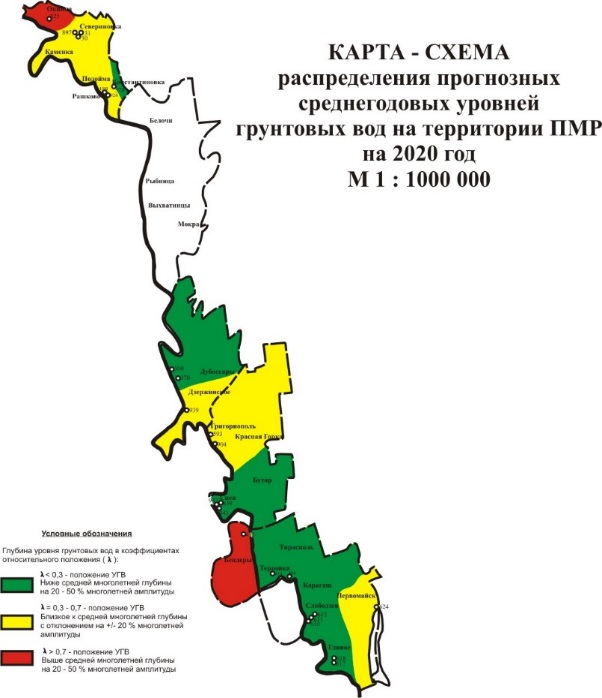 КАРТА - СХЕМА
распределения прогнозных
среднегодовых уровней
грунтовых вод на территории ПМР
на 2020 год
М 1 : 1000 000
Севериновка
Каменка
Подойма
Константиновка
Рашково
Белочи
Рыбница
Выхватинцы
Мокра
Дубоссары
Дзержинское
Григориополь
Красная Горка
Бутор
Тирасполь
Бендеры
Терновка
Карагаш
Слободзея
Первомайск
624
Условные обозначения
Глубина уровня грунтовых вод в коэффициентах
относительного положения ( λ ) :
λ < 0,3 - положение УГВ
Ниже средней многолетней глубины
на 20 - 50 % многолетней амплитуды
λ = 0,3 - 0,7 - положение УГВ
Близкое к средней многолетней глубины
с отклонением на +/- 20 % многолетней
амплитуды
λ > 0,7 - положение УГВ
Выше средней многолетней глубины
на 20 - 50 % многолетней амплитуды